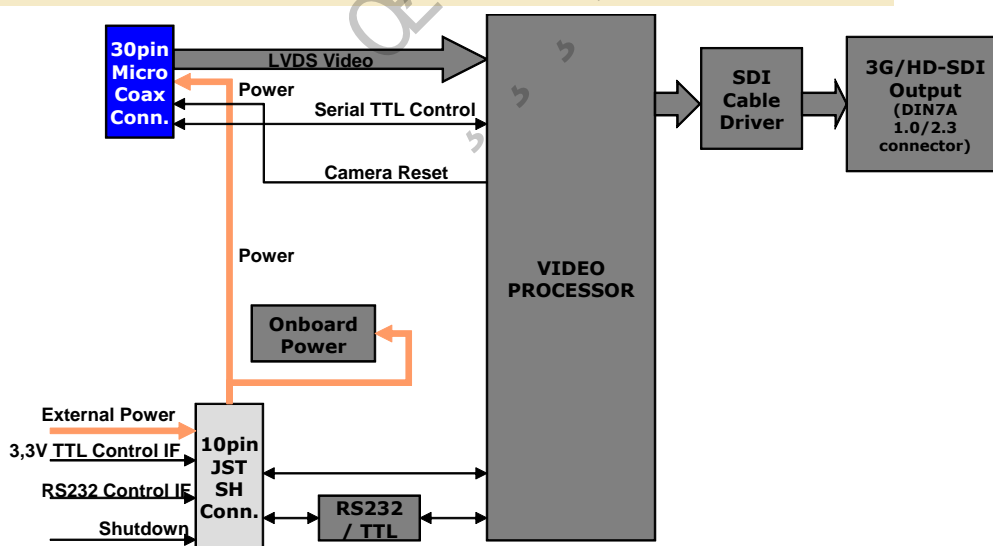 30pin
Micro
Coax
Conn.
LVDS Video
Power
Serial TTL Control
Camera Reset
Power
VIDEO
PROCESSOR
SDI
Cable
Driver
3G/HD-SDI
Output
(DIN7A
1.0/2.3
connector)
Onboard
Power
External Power
3,3V TTL Control IF
RS232 Control IF
Shutdown
10pin
JST
SH
Conn.
RS232
/ TTL